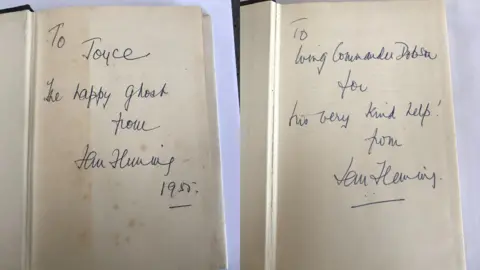 To
Joyce
The happy ghost
from
Ian Fleming
1955.
To
Wing Commander Dobson
for
his very kind help!
from
Ian Fleming.